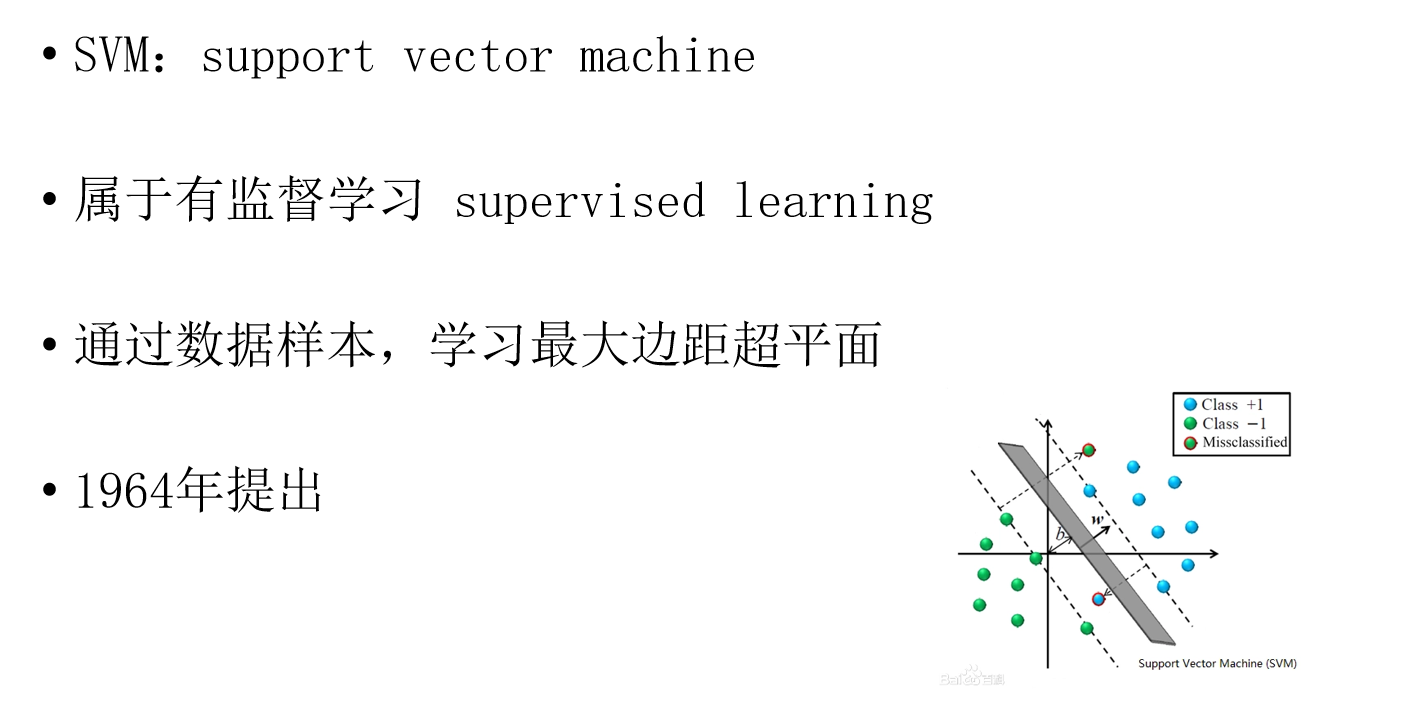 • SVM：support vector machine
• 属于有监督学习 supervised learning
• 通过数据样本，学习最大边距超平面
• 1964年提出
Class +1
Class −1
Missclassified
w
b
Support Vector Machine (SVM)
Baidu百科